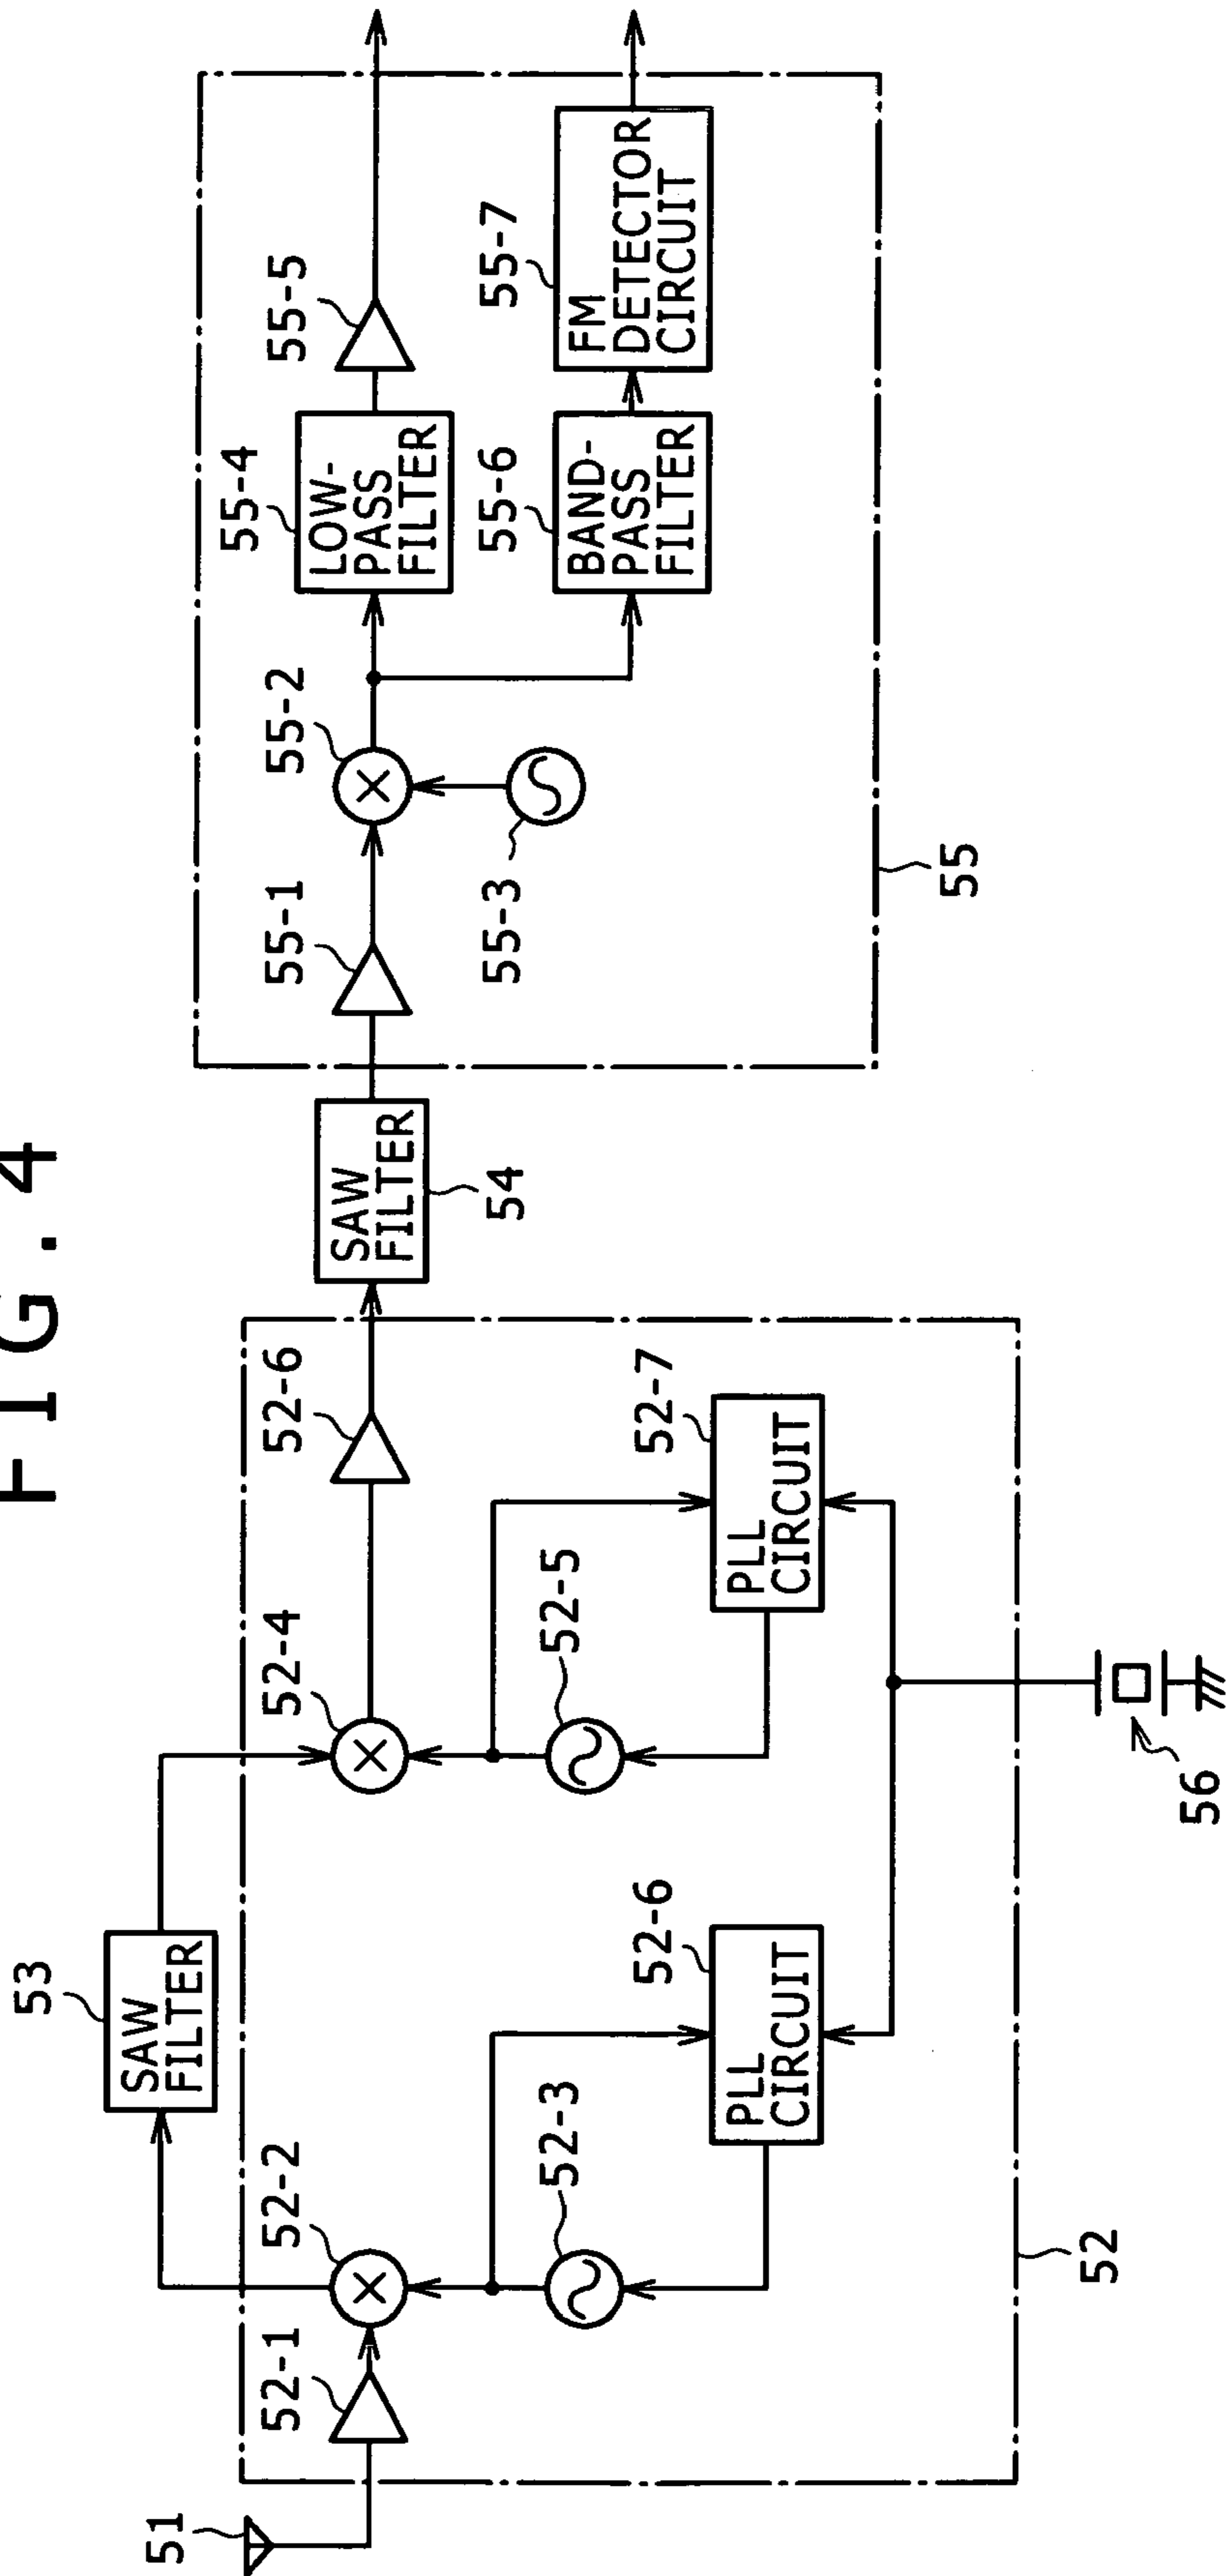 FIG. 4
51
52-1
52-2
52-3
53
SAW
FILTER
52-6
PLL
CIRCUIT
52-4
52-5
52-6
52-7
PLL
CIRCUIT
52
56
SAW
FILTER
54
55-1
55-2
55-3
55-4
LOW-
PASS
FILTER
55-5
55-6
BAND-
PASS
FILTER
55-7
FM
DETECTOR
CIRCUIT
55